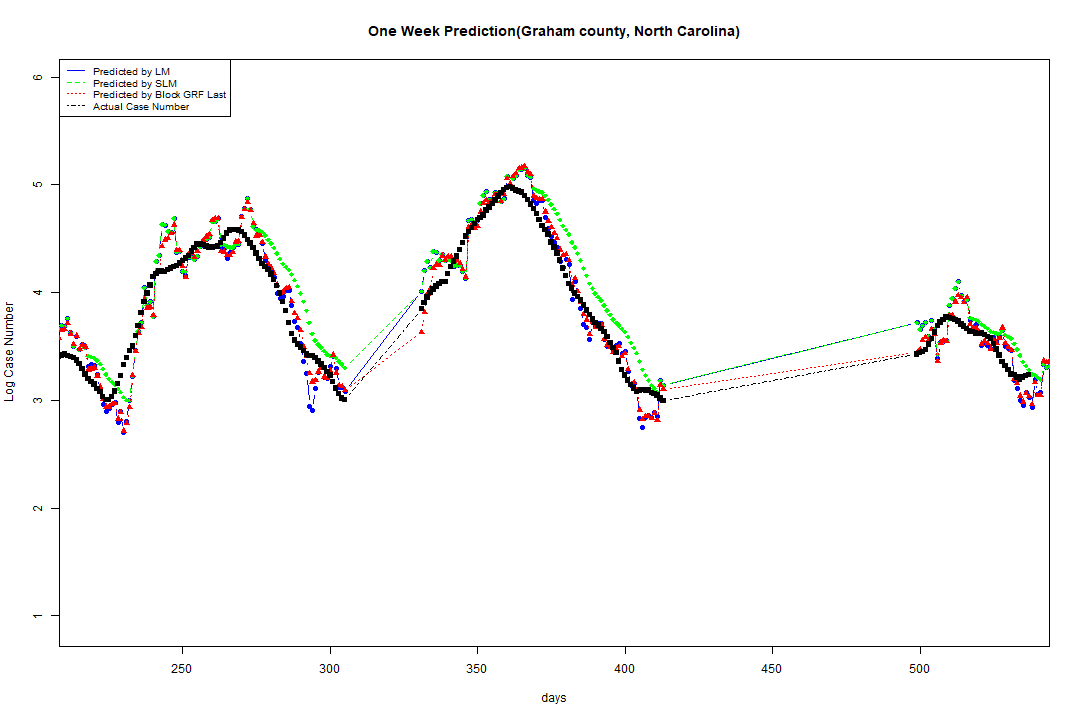 One Week Prediction(Graham county, North Carolina)
Predicted by LM
Predicted by SLM
Predicted by Block GRF Last
Actual Case Number
Log Case Number
6
5
4
3
2
1
250 300 350 400 450 500
days